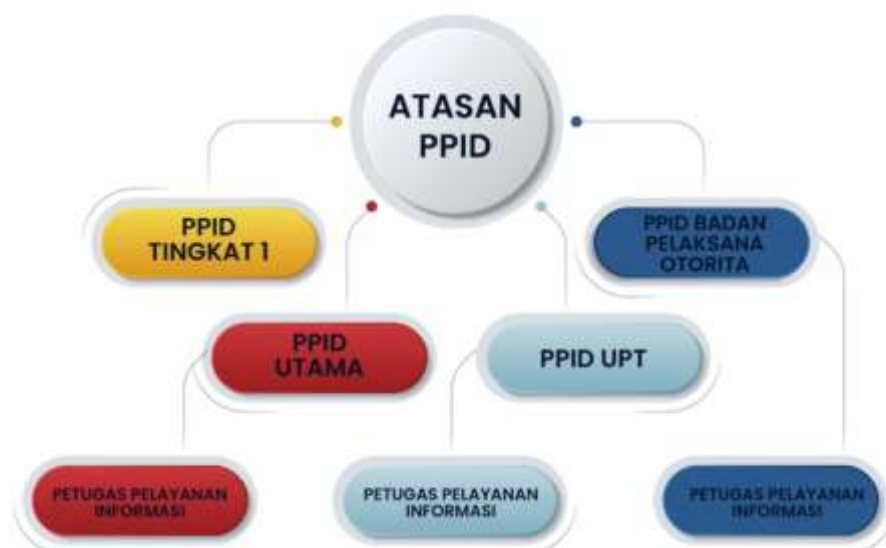 ATASAN
PPID
PPID
TINGKAT 1
PPID BADAN
PELAKSANA
OTORITA
PPID
UTAMA
PPID UPT
PETUGAS PELAYANAN
INFORMASI
PETUGAS PELAYANAN
INFORMASI
PETUGAS PELAYANAN
INFORMASI